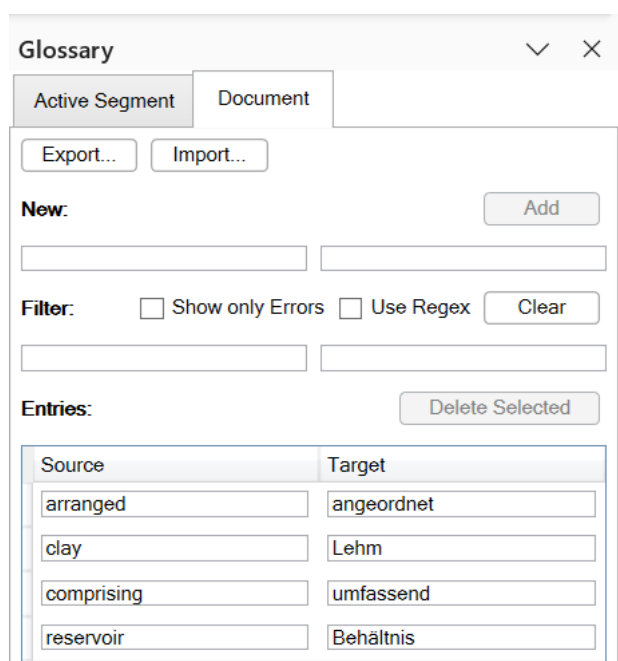 Glossary
Active Segment Document
Export... Import...
New: Add
Filter: Show only Errors Use Regex Clear
Entries: Delete Selected
Source Target
arranged angeordnet
clay Lehm
comprising umfassend
reservoir Behältnis